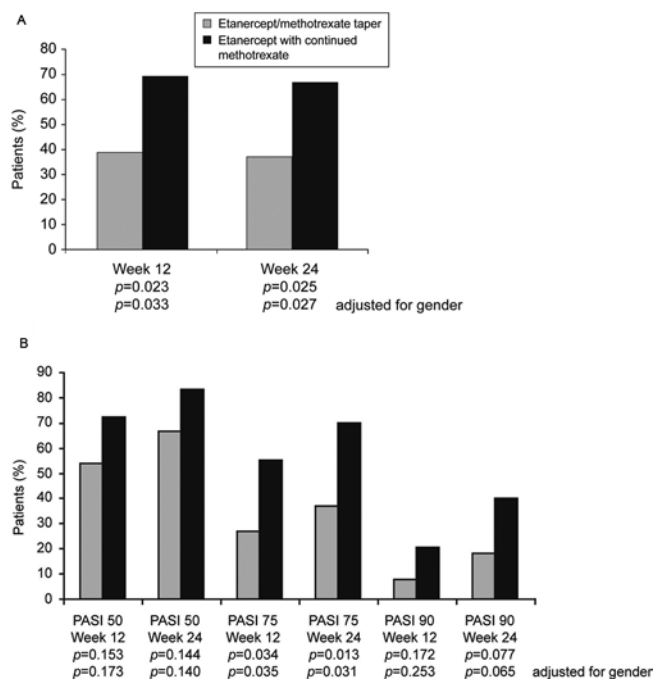 A
Etanercept/methotrexate taper
Etanercept with continued
methotrexate
80
70
60
50
40
30
20
10
0
Patients (%)
Week 12 Week 24
p=0.023 p=0.025
p=0.033 p=0.027 adjusted for gender
B
90
80
70
60
50
40
30
20
10
0
Patients (%)
PASI 50 PASI 50 PASI 75 PASI 75 PASI 90 PASI 90
Week 12 Week 24 Week 12 Week 24 Week 12 Week 24
p=0.153 p=0.144 p=0.034 p=0.013 p=0.172 p=0.077
p=0.173 p=0.140 p=0.035 p=0.031 p=0.253 p=0.065 adjusted for gender